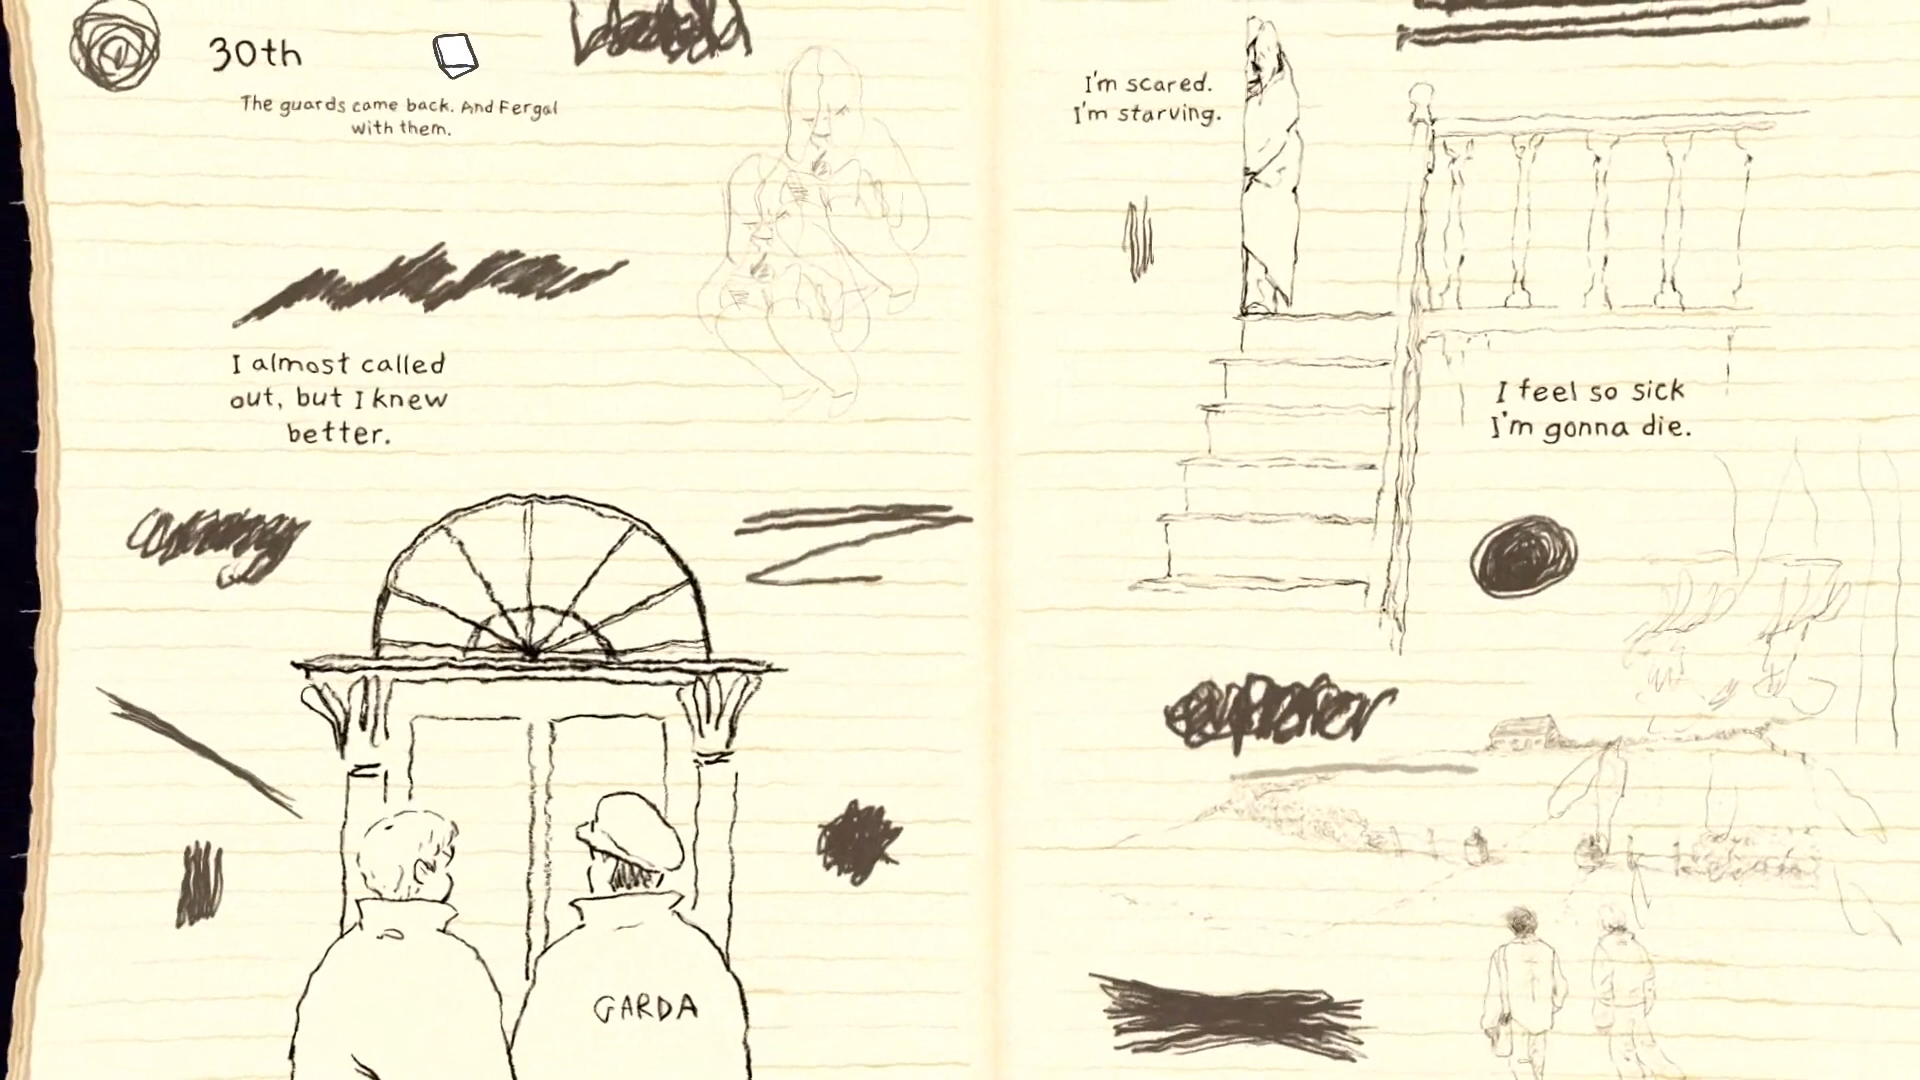 30th
The guards came back. And Fergal
with them.
I almost called
out, but I knew
better.
GARDA
I'm scared.
I'm starving.
I feel so sick
I'm gonna die.